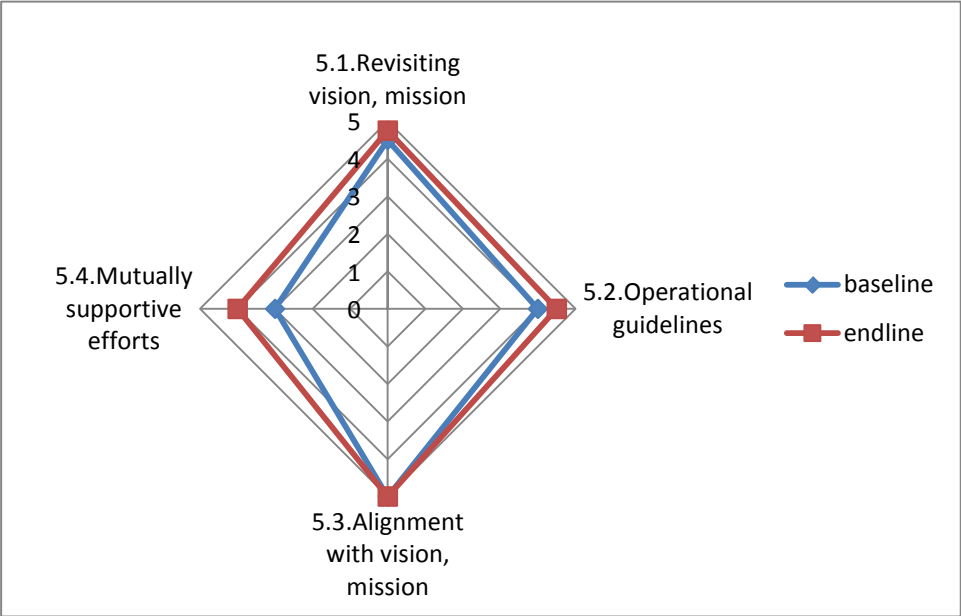 5.1.Revisiting
vision, mission
5
4
3
2
1
0
5.2.Operational
guidelines
5.3.Alignment
with vision,
mission
5.4.Mutually
supportive
efforts
baseline
endline